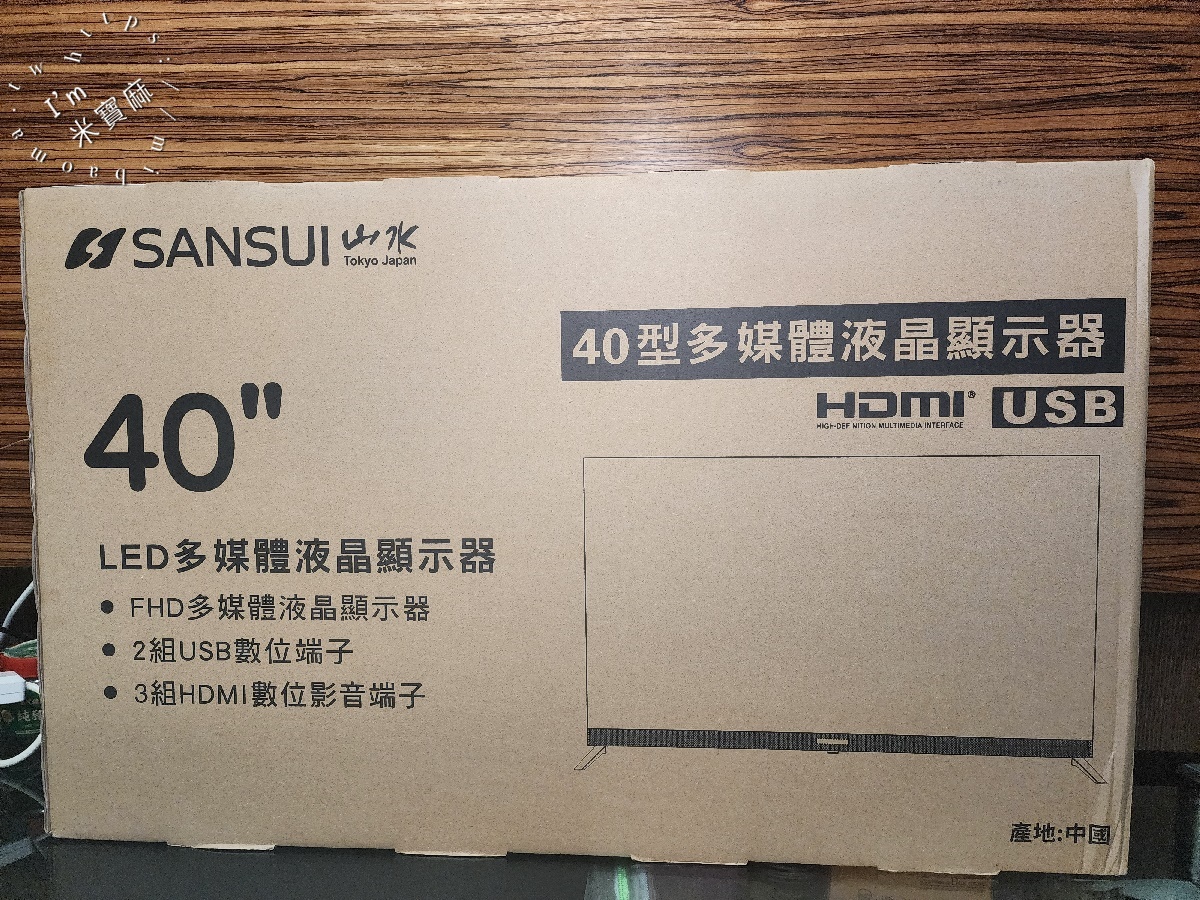 I'm
米寶麻
SANSUI 山水
Tokyo Japan
40型多媒體液晶顯示器
HDMI® USB
HIGH-DEFINITION MULTIMEDIA INTERFACE
40"
LED多媒體液晶顯示器
● FHD多媒體液晶顯示器
● 2組USB數位端子
● 3組HDMI數位影音端子
產地:中國